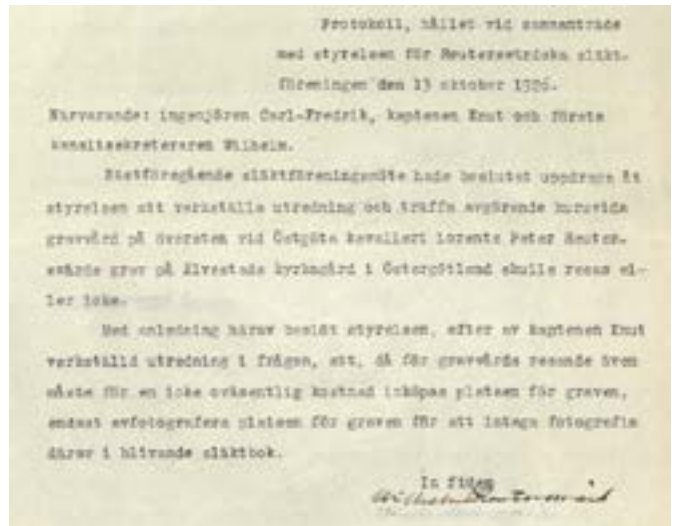 Protokoll, hållet vid sammanträde
med styrelsen för Reuterswärdska släkt-
föreningen den 13 oktober 1926.
Närvarande: ingenjören Carl-Fredrik, kaptenen Knut och förste
kanslisekreteraren Wilhelm.
Nästföregående släktföreningsmöte hade beslutat uppdraga åt
styrelsen att verkställa utredning och träffa avgörande huruvida
gravvård på översten vid Östgöta kavalleri Lorentz Peter Reuter-
swärds grav på Älvestads kyrkogård i Östergötland skulle resas el-
ler icke.
Med anledning härav beslöt styrelsen, efter av kaptenen Knut
verkställd utredning i frågan, att, då för gravvårds resande även
måste för en icke oväsentlig kostnad inköpas platsen för graven,
endast avfotografera platsen för graven för att intaga fotografin
därav i blivande släktbok.
In fidem
Wilhelm Reuterswärd